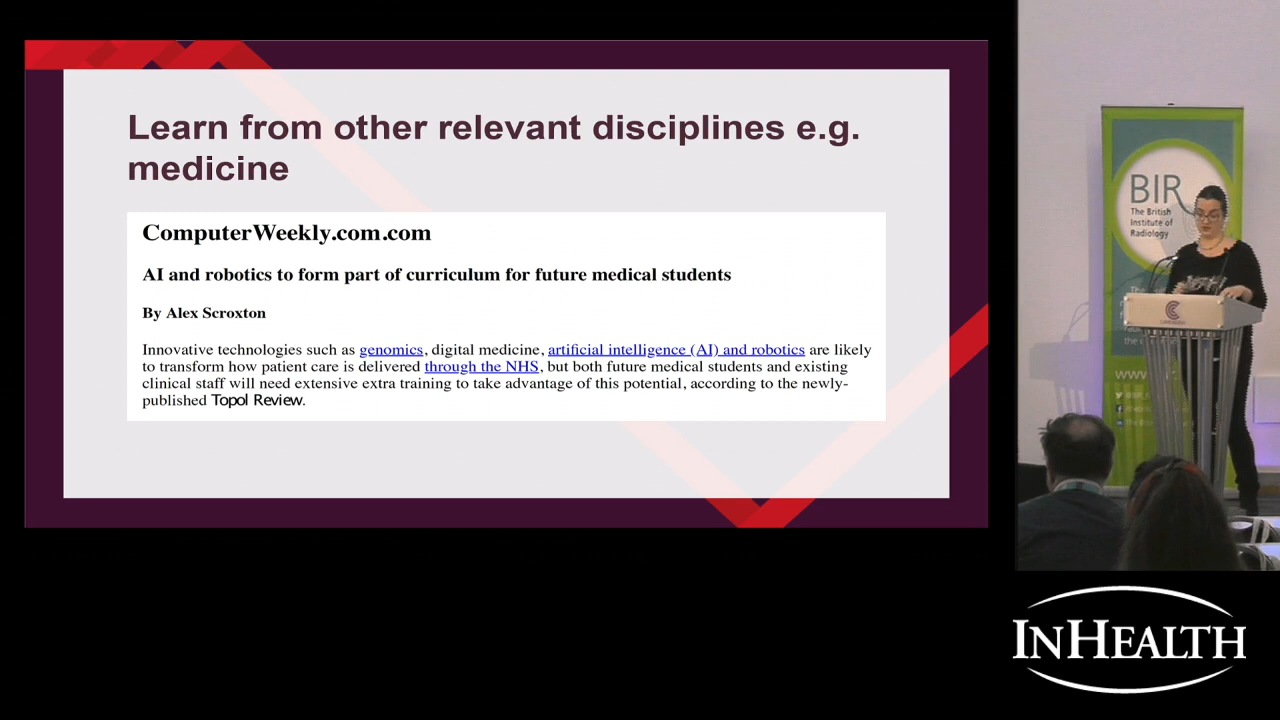 Learn from other relevant disciplines e.g.
medicine
ComputerWeekly.com.com
AI and robotics to form part of curriculum for future medical students
By Alex Scroxton
Innovative technologies such as genomics, digital medicine, artificial intelligence (AI) and robotics are likely
to transform how patient care is delivered through the NHS, but both future medical students and existing
clinical staff will need extensive extra training to take advantage of this potential, according to the newly-
published Topol Review.
BIR
The British
Institute of
Radiology
INHEALTH